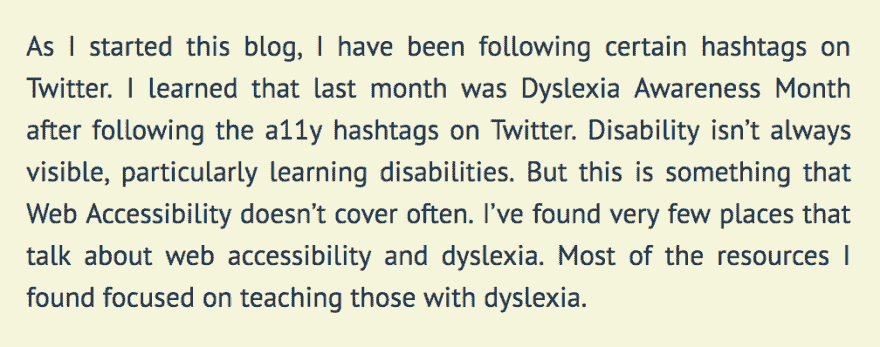 As I started this blog, I have been following certain hashtags on
Twitter. I learned that last month was Dyslexia Awareness Month
after following the a11y hashtags on Twitter. Disability isn’t always
visible, particularly learning disabilities. But this is something that
Web Accessibility doesn’t cover often. I’ve found very few places that
talk about web accessibility and dyslexia. Most of the resources I
found focused on teaching those with dyslexia.